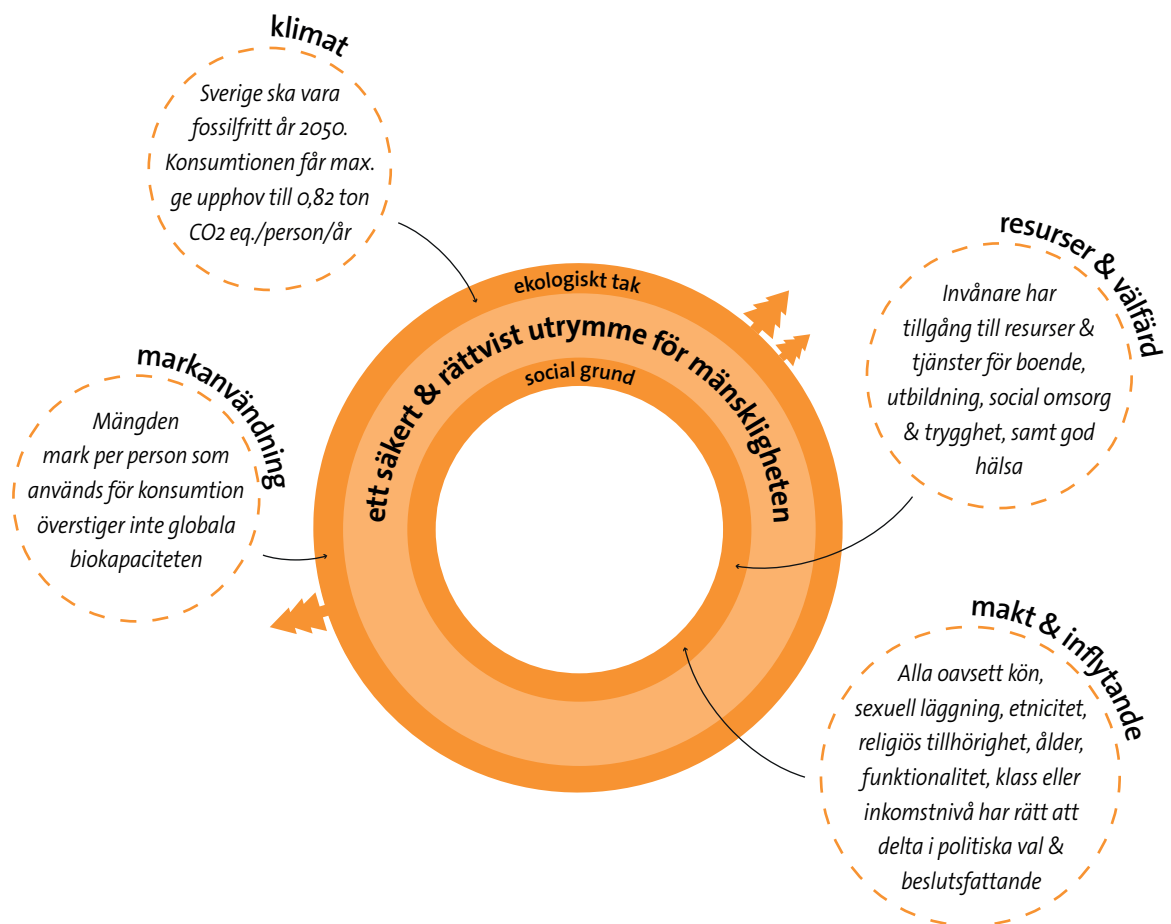 klimat
Sverige ska vara
fossilfritt år 2050.
Konsumtionen får max.
ge upphov till 0,82 ton
CO2 eq./person/år
markanvändning
Mängden
mark per person som
används för konsumtion
överstiger inte globala
biokapaciteten
ekologiskt tak
ett säkert & rättvist utrymme för mänskligheten
social grund
resurser & välfärd
Invånare har
tillgång till resurser &
tjänster för boende,
utbildning, social omsorg
& trygghet, samt god
hälsa
makt & inflytande
Alla oavsett kön,
sexuell läggning, etnicitet,
religiös tillhörighet, ålder,
funktionalitet, klass eller
inkomstnivå har rätt att
delta i politiska val &
beslutsfattande